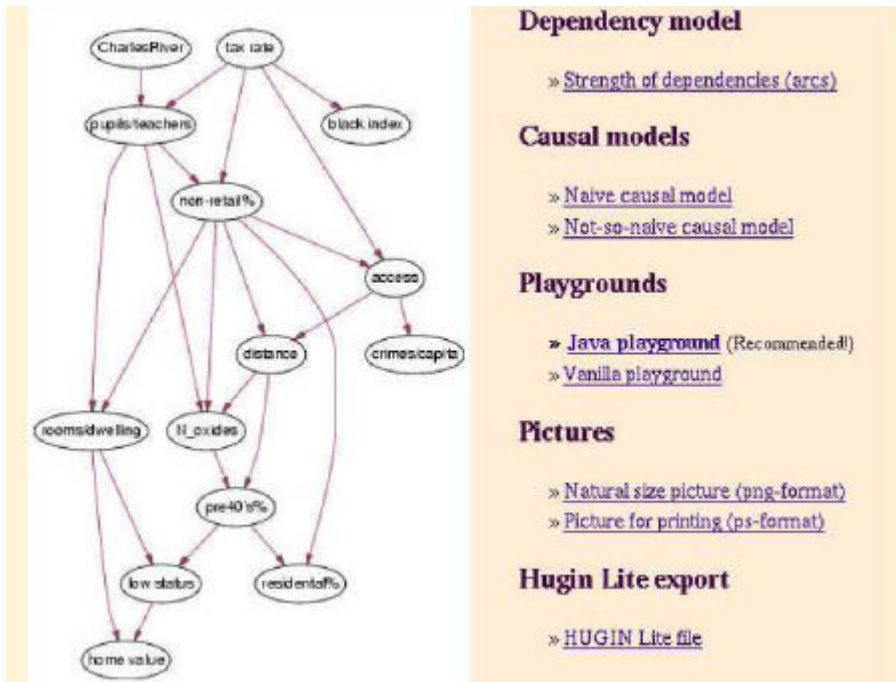 CharlesRiver
tax rate
pupils/teachers
black index
non-retail%
access
distance
crimes/capita
rooms/dwelling
N_oxides
pre40's%
low status
residental%
home value
Dependency model
» Strength of dependencies (arcs)
Causal models
» Naive causal model
» Not-so-naive causal model
Playgrounds
» Java playground (Recommended!)
» Vanilla playground
Pictures
» Natural size picture (png-format)
» Picture for printing (ps-format)
Hugin Lite export
» HUGIN Lite file